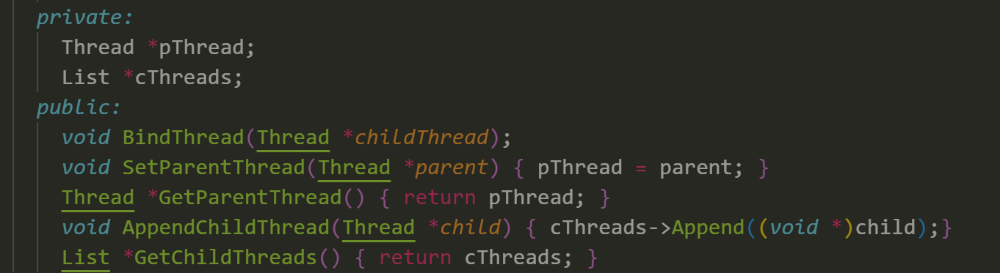 private:
Thread *pThread;
List *cThreads;
public:
void BindThread(Thread *childThread);
void SetParentThread(Thread *parent) { pThread = parent; }
Thread *GetParentThread() { return pThread; }
void AppendChildThread(Thread *child) { cThreads->Append((void *)child);}
List *GetChildThreads() { return cThreads; }